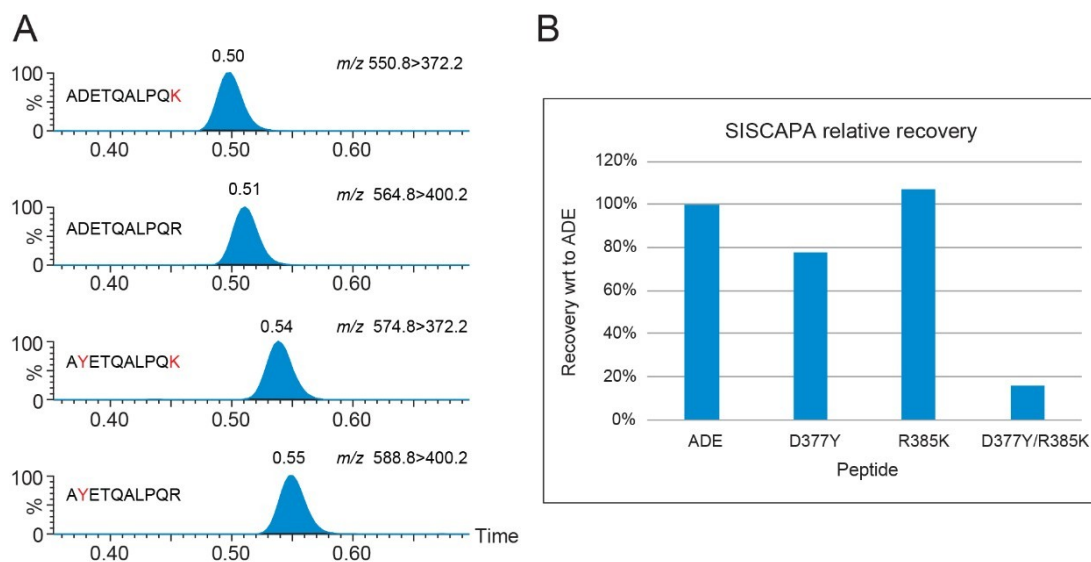 A
0.50
m/z 550.8>372.2
100
%
0
ADETQALPQK
0.40 0.50 0.60
0.51
m/z 564.8>400.2
100
%
0
ADETQALPQR
0.40 0.50 0.60
0.54
m/z 574.8>372.2
100
%
0
AYETQALPQK
0.40 0.50 0.60
0.55
m/z 588.8>400.2
100
%
0
AYETQALPQR
Time
0.40 0.50 0.60
B
SISCAPA relative recovery
Recovery wrt to ADE
120%
100%
80%
60%
40%
20%
0%
ADE D377Y R385K D377Y/R385K
Peptide